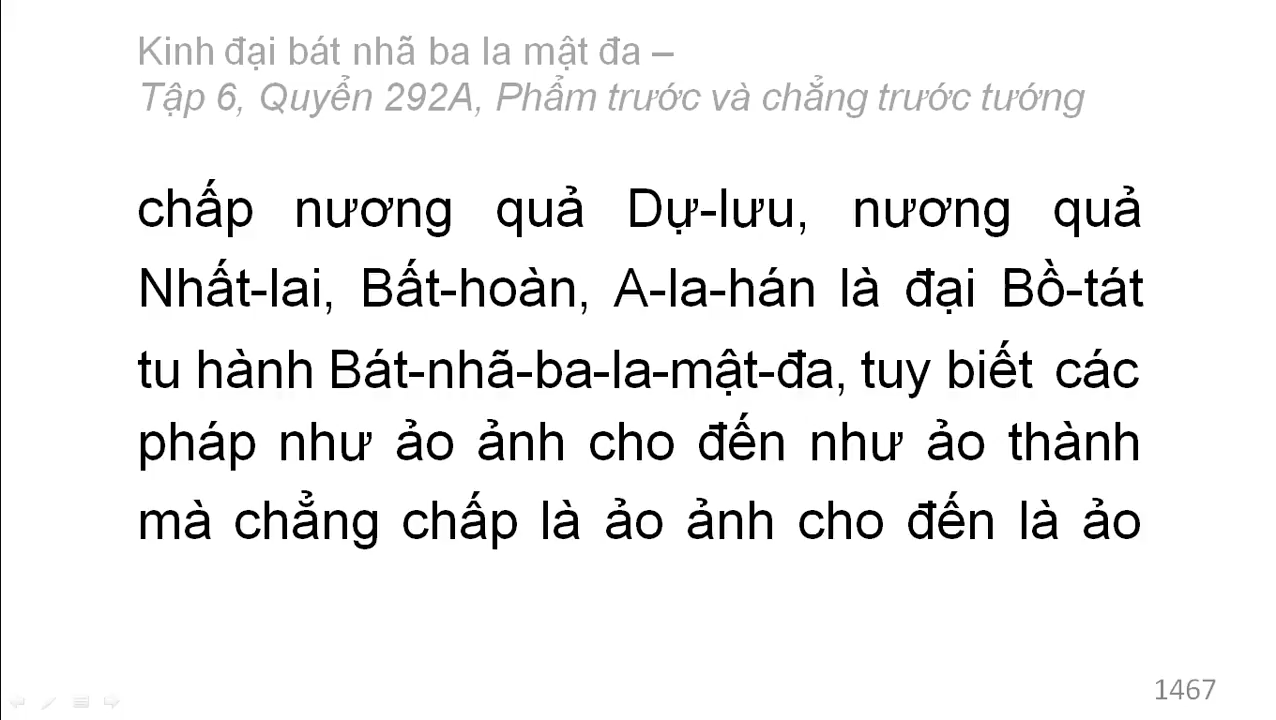 Kinh đại bát nhã ba la mật đa –
Tập 6, Quyển 292A, Phẩm trước và chẳng trước tướng
chấp nương quả Dự-lưu, nương quả
Nhất-lai, Bất-hoàn, A-la-hán là đại Bồ-tát
tu hành Bát-nhã-ba-la-mật-đa, tuy biết các
pháp như ảo ảnh cho đến như ảo thành
mà chẳng chấp là ảo ảnh cho đến là ảo
1467